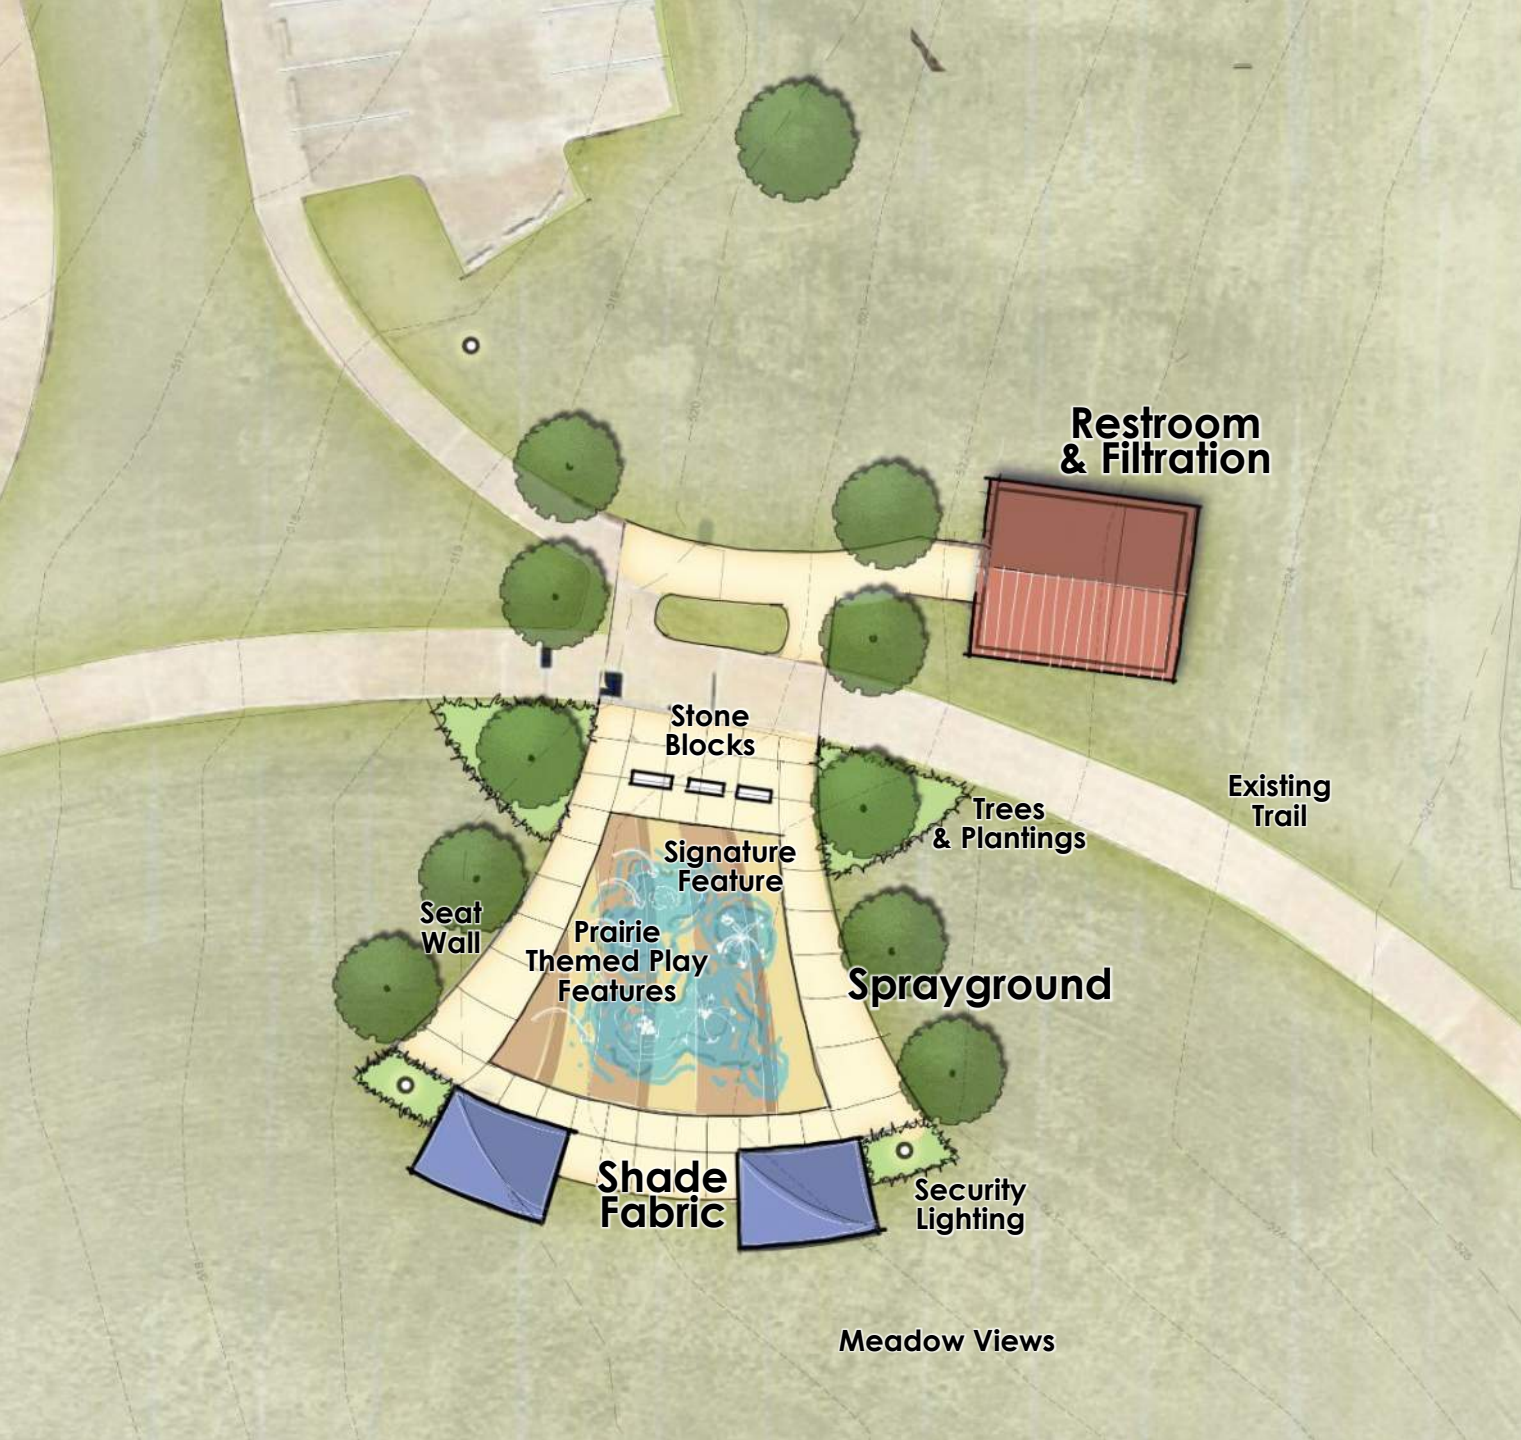 Restroom
& Filtration
Stone
Blocks
Existing
Trail
Trees
& Plantings
Signature
Feature
Seat
Wall
Prairie
Themed Play
Features
Sprayground
Shade
Fabric
Security
Lighting
Meadow Views